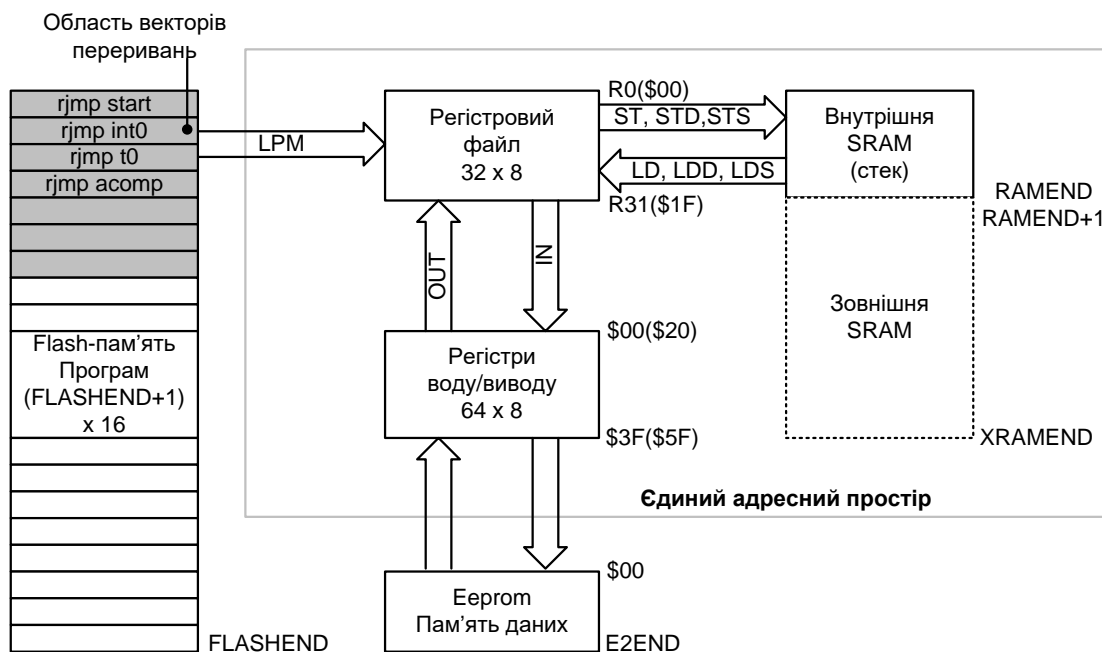 Область векторів
переривань
rjmp start
rjmp int0
rjmp t0
rjmp acomp
Flash-пам’ять
Програм
(FLASHEND+1)
x 16
FLASHEND
LPM
Регістровий
файл
32 x 8
R0($00)
ST, STD,STS
LD, LDD, LDS
R31($1F)
Внутрішня
SRAM
(стек)
RAMEND
RAMEND+1
Зовнішня
SRAM
XRAMEND
OUT
IN
Регістри
воду/виводу
64 x 8
$00($20)
$3F($5F)
Єдиний адресний простір
Eeprom
Пам’ять даних
$00
E2END